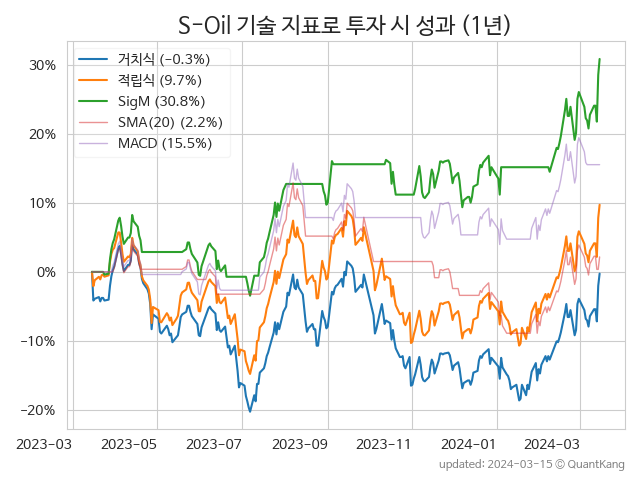 S-Oil 기술 지표로 투자 시 성과 (1년)
거치식 (-0.3%)
적립식 (9.7%)
SigM (30.8%)
SMA(20) (2.2%)
MACD (15.5%)
30%
20%
10%
0%
-10%
-20%
2023-03
2023-05
2023-07
2023-09
2023-11
2024-01
2024-03
updated: 2024-03-15 © QuantKang